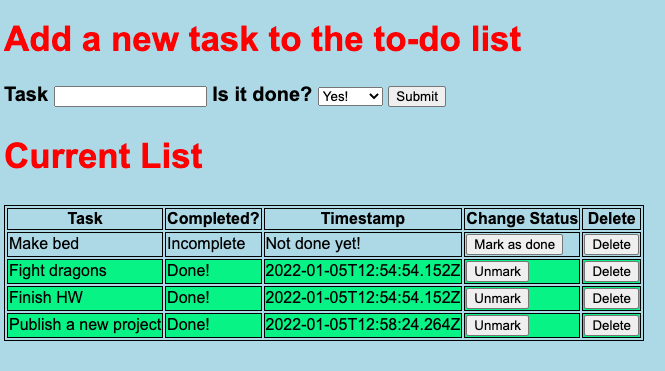 Add a new task to the to-do list
Task Is it done? Yes! Submit
Current List
Task Completed? Timestamp Change Status Delete
Make bed Incomplete Not done yet! Mark as done Delete
Fight dragons Done! 2022-01-05T12:54:54.152Z Unmark Delete
Finish HW Done! 2022-01-05T12:54:54.152Z Unmark Delete
Publish a new project Done! 2022-01-05T12:58:24.264Z Unmark Delete